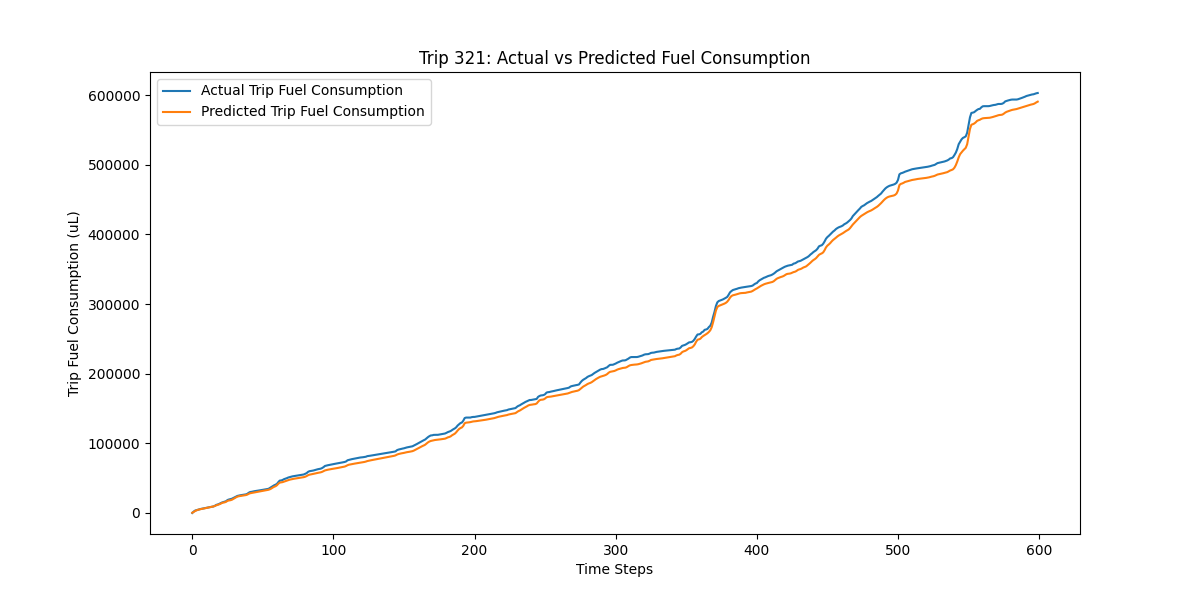 Trip 321: Actual vs Predicted Fuel Consumption
Actual Trip Fuel Consumption
Predicted Trip Fuel Consumption
Trip Fuel Consumption (uL)
600000
500000
400000
300000
200000
100000
0
0 100 200 300 400 500 600
Time Steps